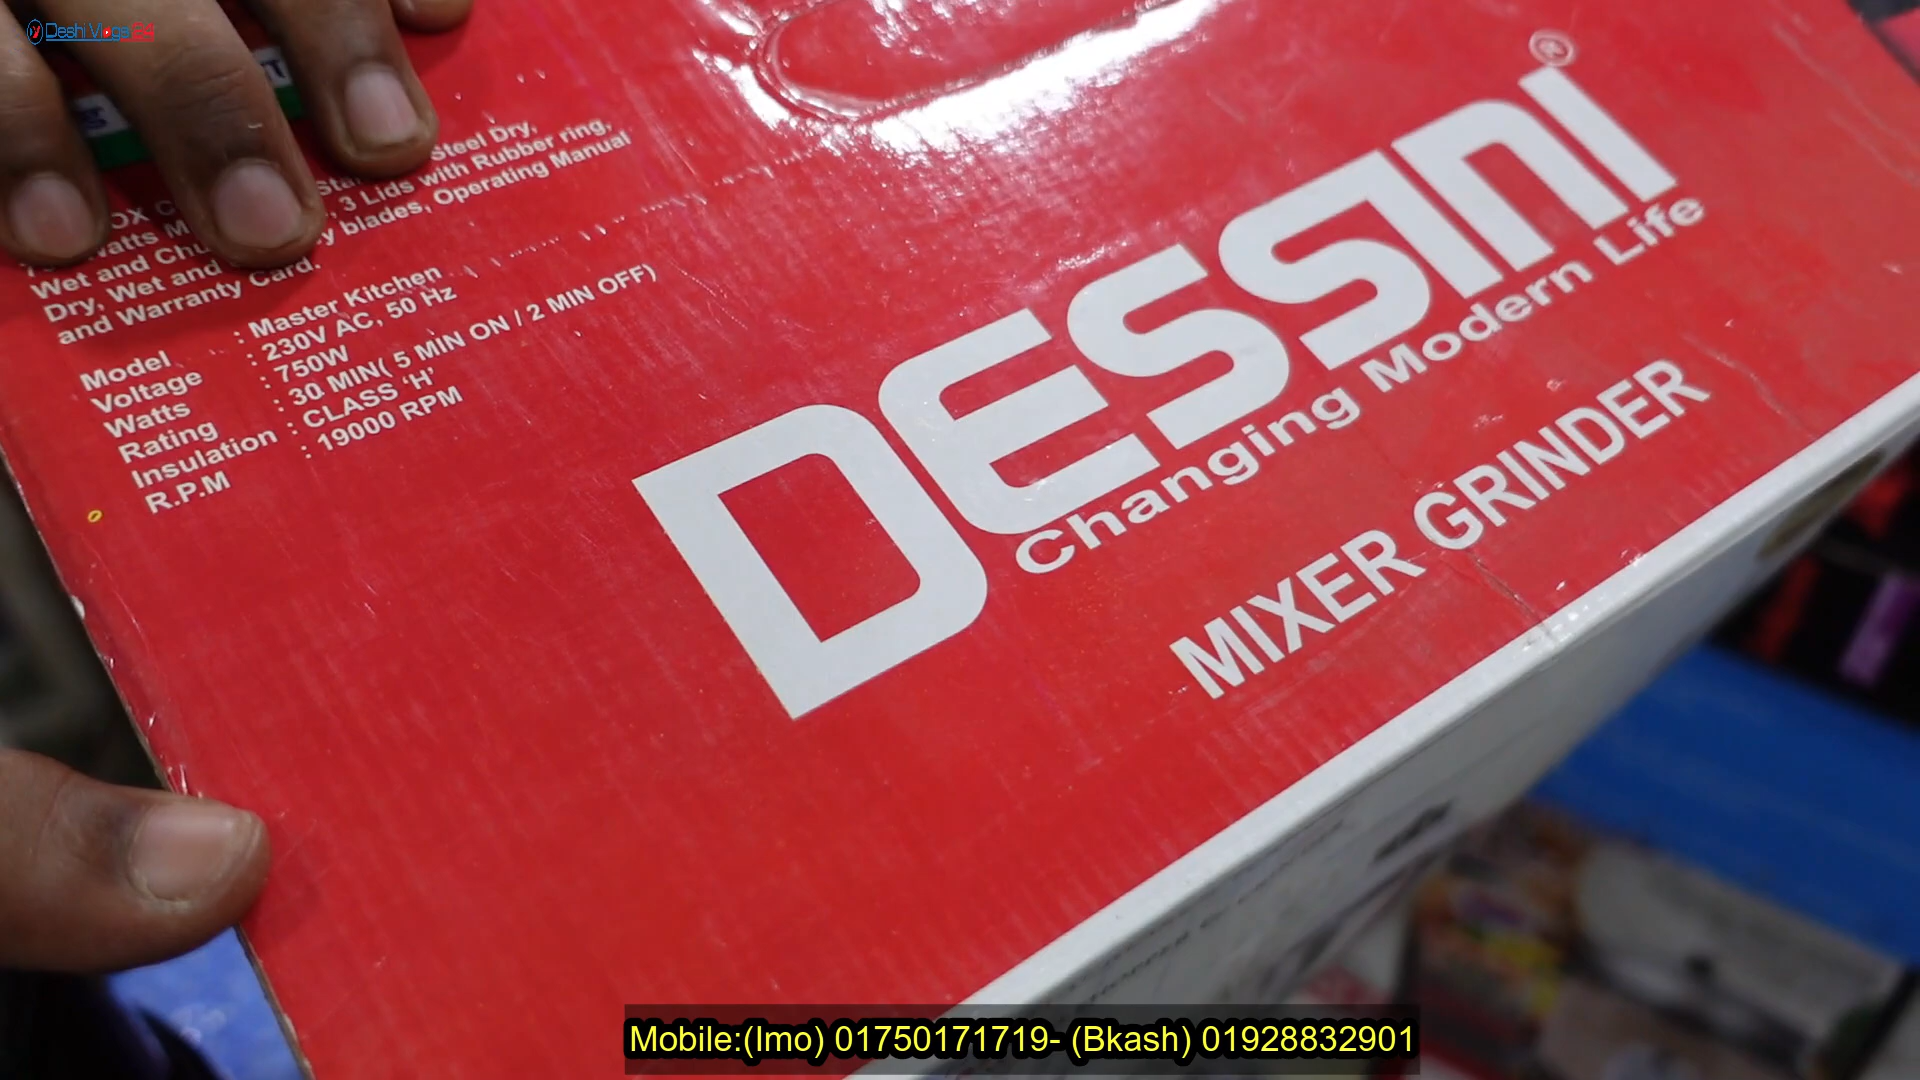 Deshi Vlogs 24
Steel Dry,
3 Lids with Rubber ring,
Wet and
blades, Operating Manual
Dry, Wet and
and Warranty Card.
Model : Master Kitchen
Voltage : 230V AC, 50 Hz
Watts : 750W
Rating : 30 MIN( 5 MIN ON / 2 MIN OFF)
Insulation : CLASS ‘H’
R.P.M : 19000 RPM
DESSINI®
Changing Modern Life
MIXER GRINDER
Mobile:(Imo) 01750171719- (Bkash) 01928832901